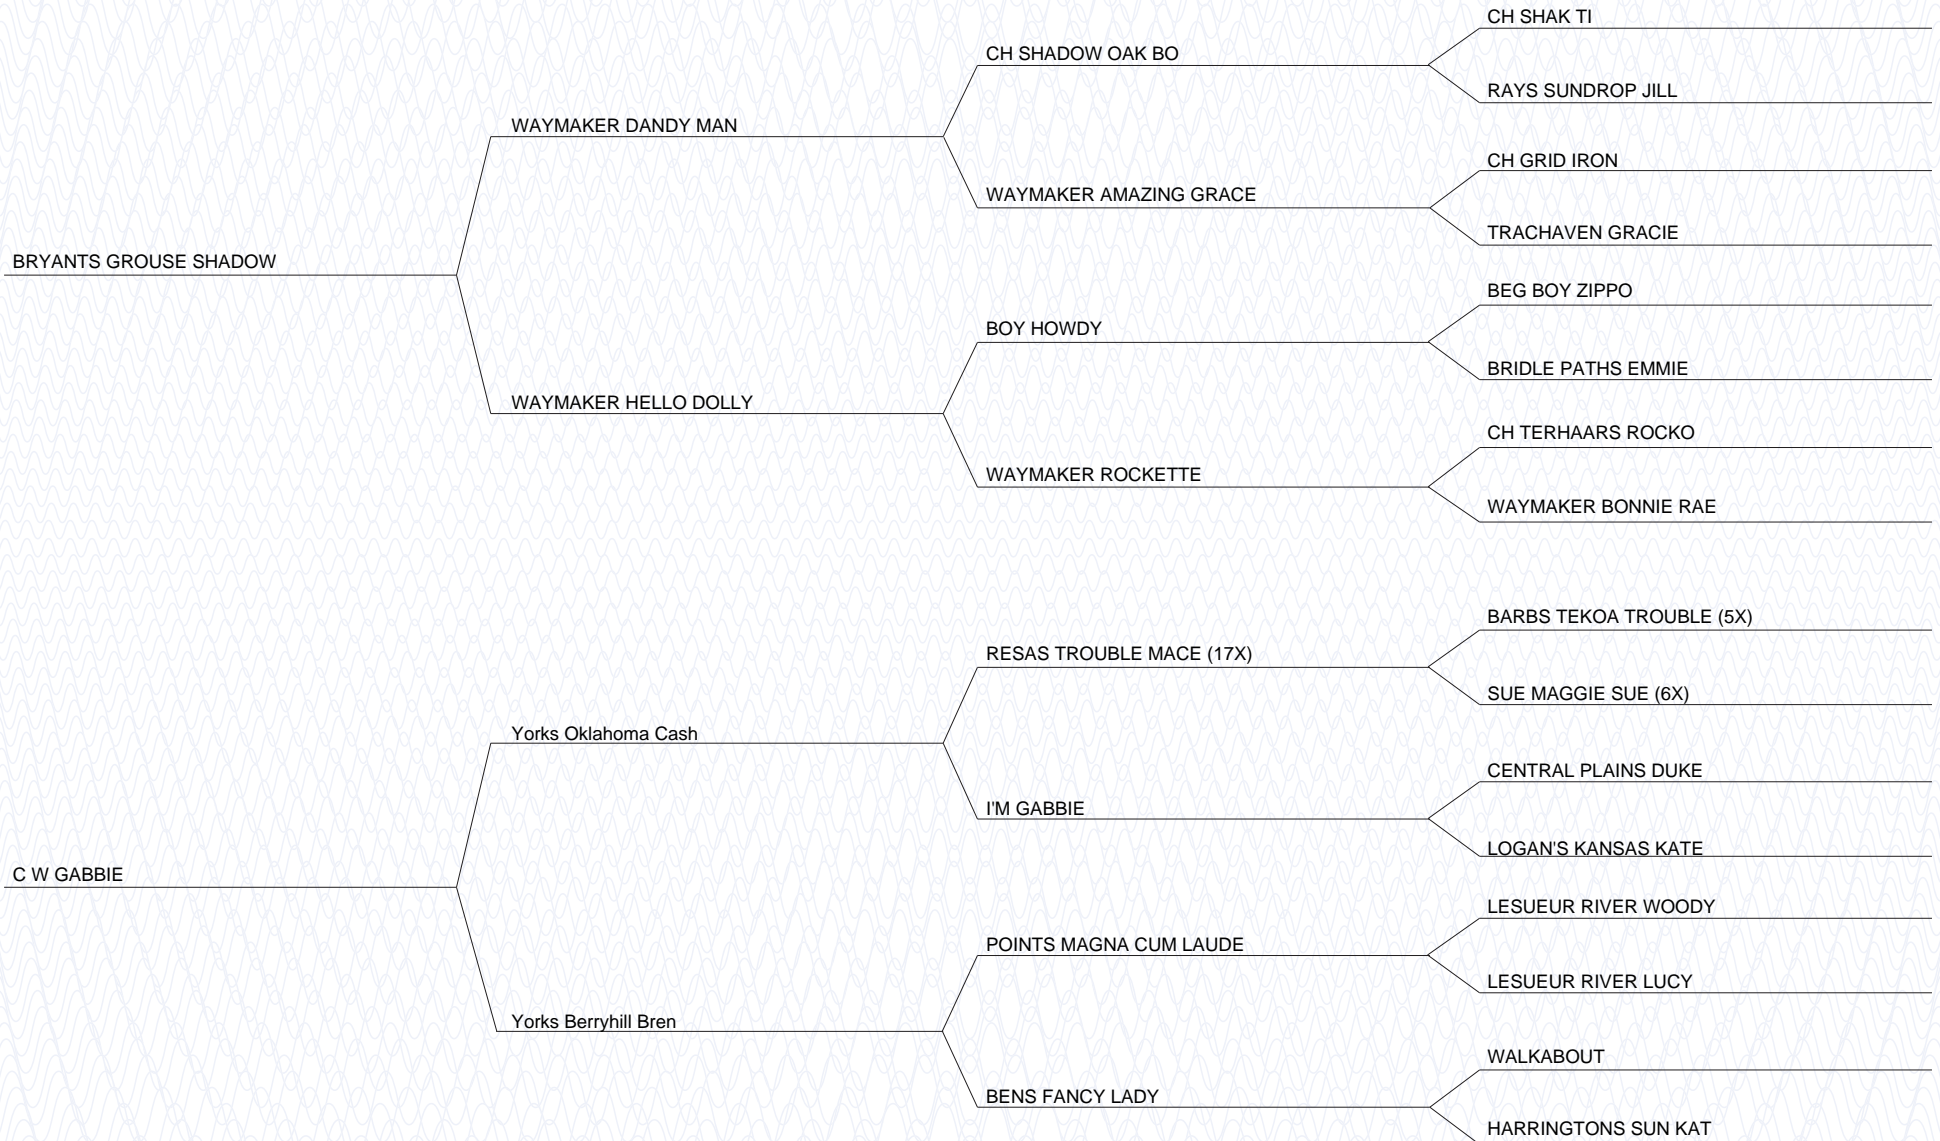 CH SHAK TI
CH SHADOW OAK BO
RAYS SUNDROP JILL
WAYMAKER DANDY MAN
CH GRID IRON
WAYMAKER AMAZING GRACE
TRACHAVEN GRACIE
BRYANTS GROUSE SHADOW
BEG BOY ZIPPO
BOY HOWDY
BRIDLE PATHS EMMIE
WAYMAKER HELLO DOLLY
CH TERHAARS ROCKO
WAYMAKER ROCKETTE
WAYMAKER BONNIE RAE
BARBS TEKOA TROUBLE (5X)
RESAS TROUBLE MACE (17X)
SUE MAGGIE SUE (6X)
Yorks Oklahoma Cash
CENTRAL PLAINS DUKE
I'M GABBIE
LOGAN'S KANSAS KATE
C W GABBIE
LESUEUR RIVER WOODY
POINTS MAGNA CUM LAUDE
LESUEUR RIVER LUCY
Yorks Berryhill Bren
WALKABOUT
BENS FANCY LADY
HARRINGTONS SUN KAT